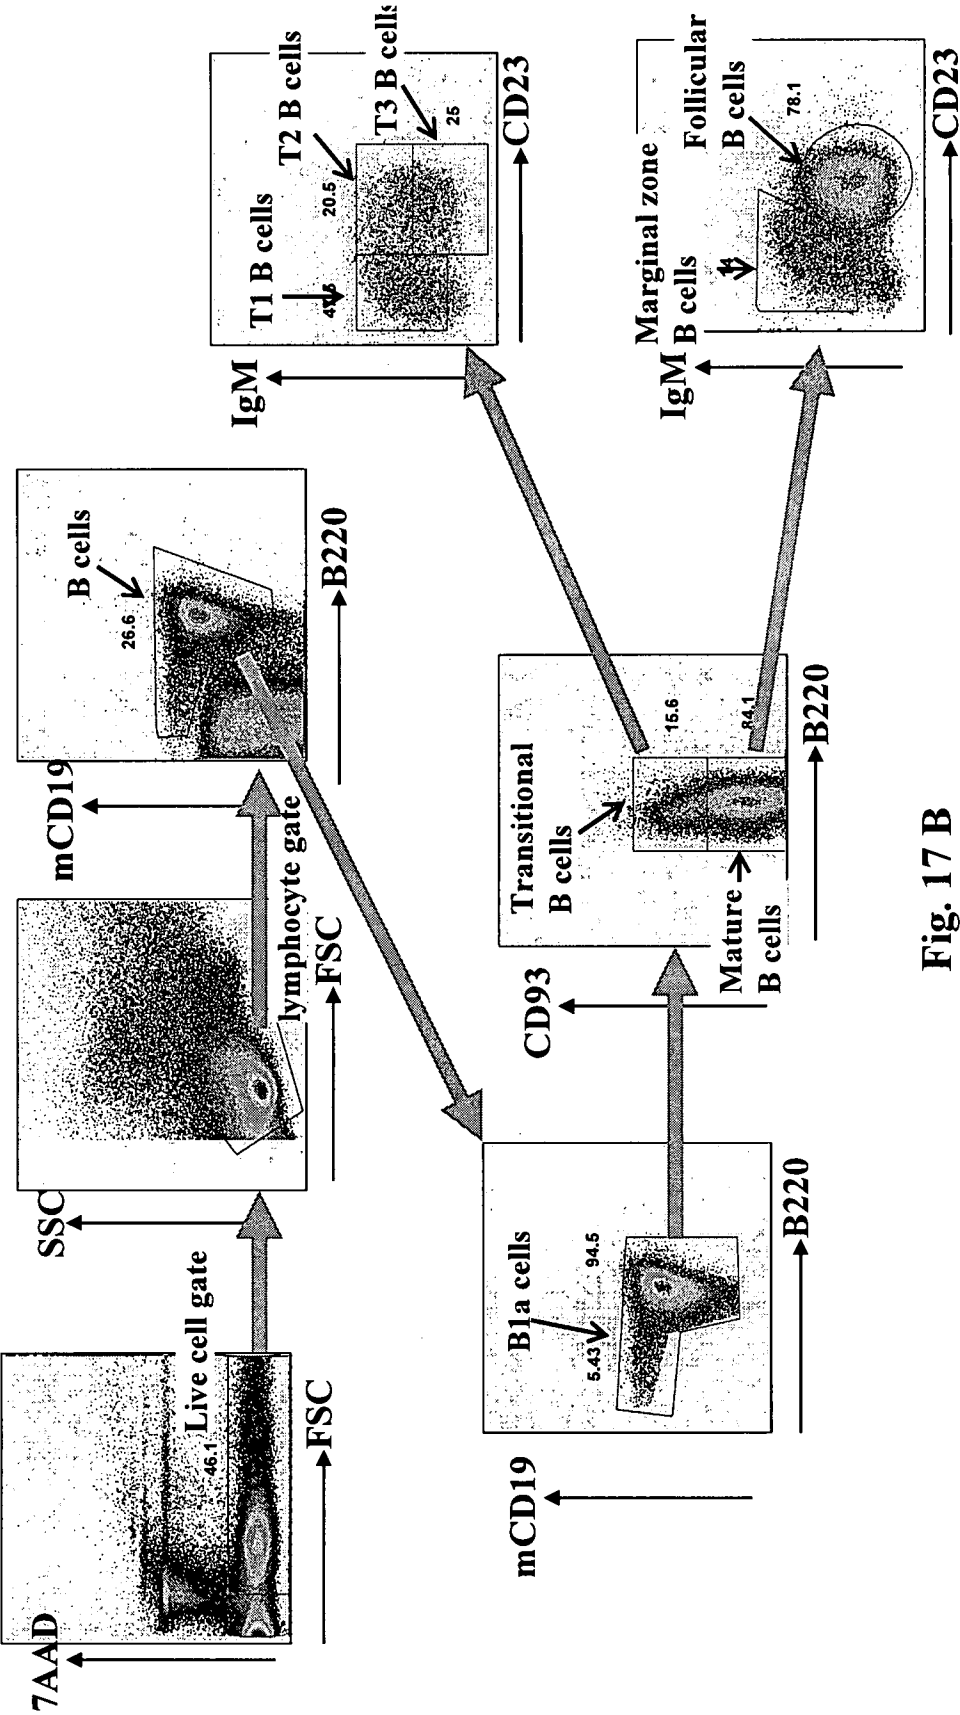 7AAD
46.1
Live cell gate
FSC
SSC
lymphocyte gate
FSC
mCD19
26.6
B cells
B220
mCD19
5.43
B1a cells
94.5
B220
CD93
Transitional
B cells
15.6
84.1
Mature
B cells
B220
IgM
T1 B cells
T2 B cells
20.5
T3 B cells
25
CD23
IgM
Marginal zone
B cells
Follicular
B cells
78.1
CD23
Fig. 17 B